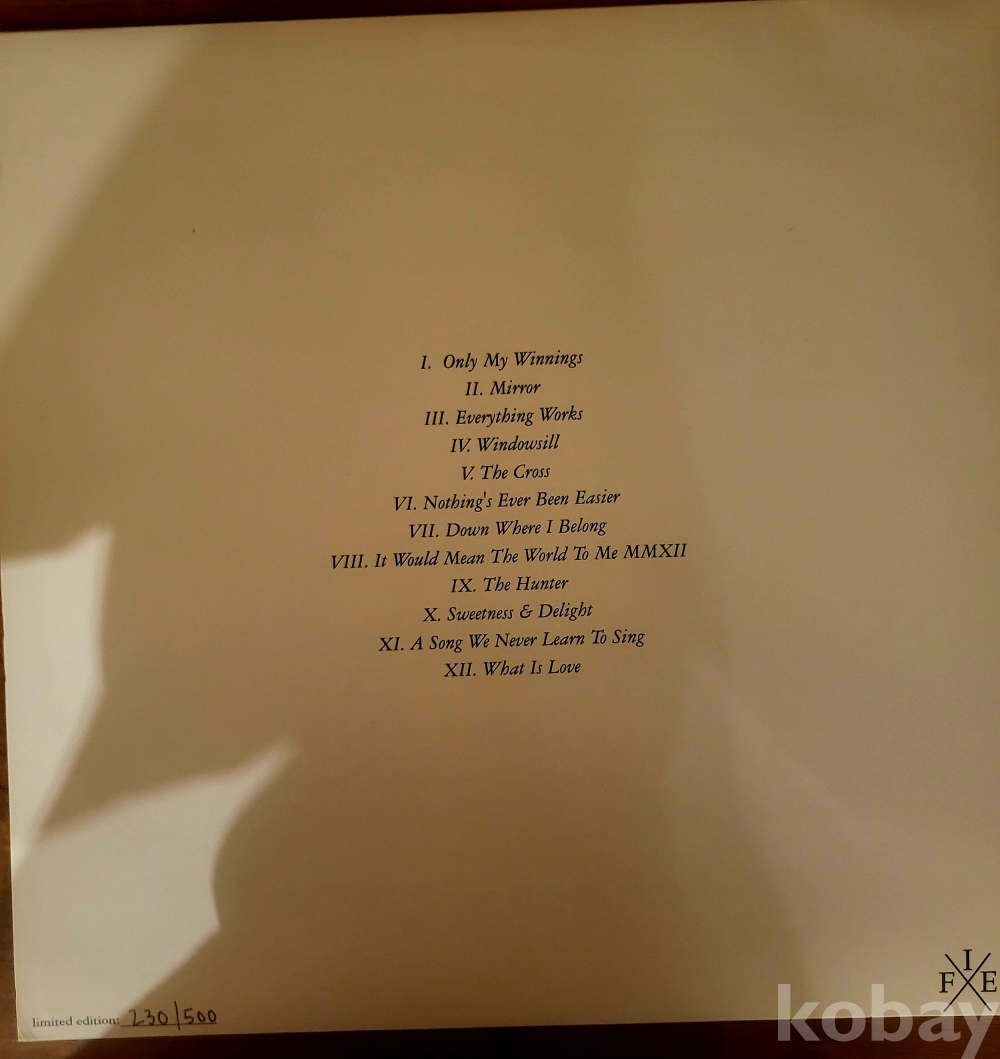 I. Only My Winnings
II. Mirror
III. Everything Works
IV. Windowsill
V. The Cross
VI. Nothing's Ever Been Easier
VII. Down Where I Belong
VIII. It Would Mean The World To Me MMXII
IX. The Hunter
X. Sweetness & Delight
XI. A Song We Never Learn To Sing
XII. What Is Love
I
F E
limited edition: 230/500
kobay